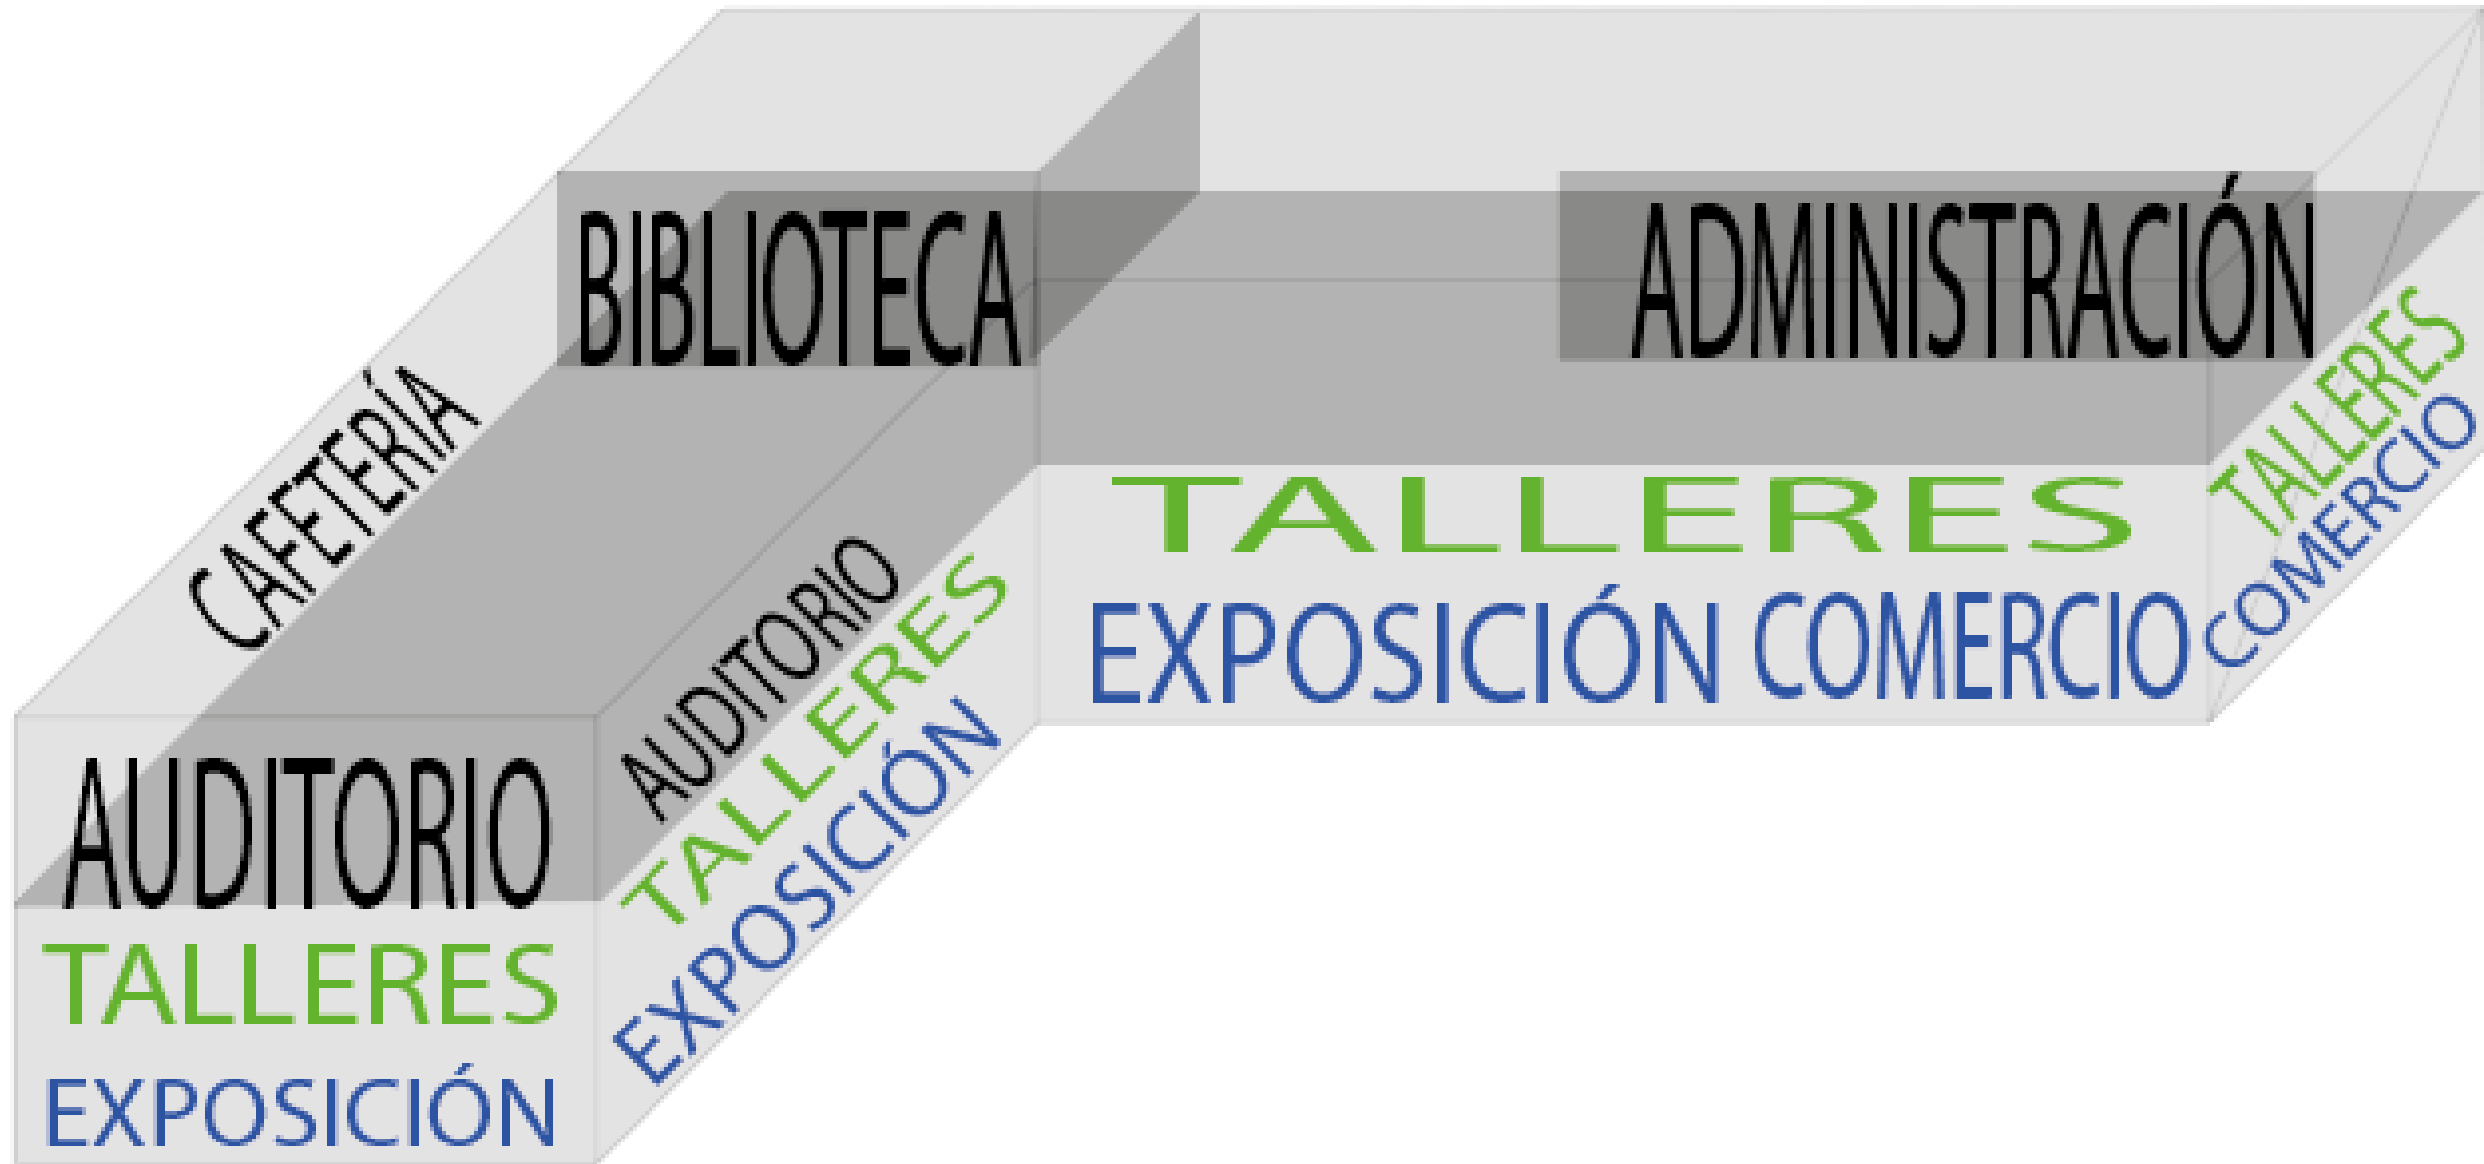 BIBLIOTECA
ADMINISTRACIÓN
CAFETERÍA
AUDITORIO
TALLERES
EXPOSICIÓN
TALLERES
EXPOSICIÓN COMERCIO
TALLERES
COMERCIO
AUDITORIO
TALLERES
EXPOSICIÓN